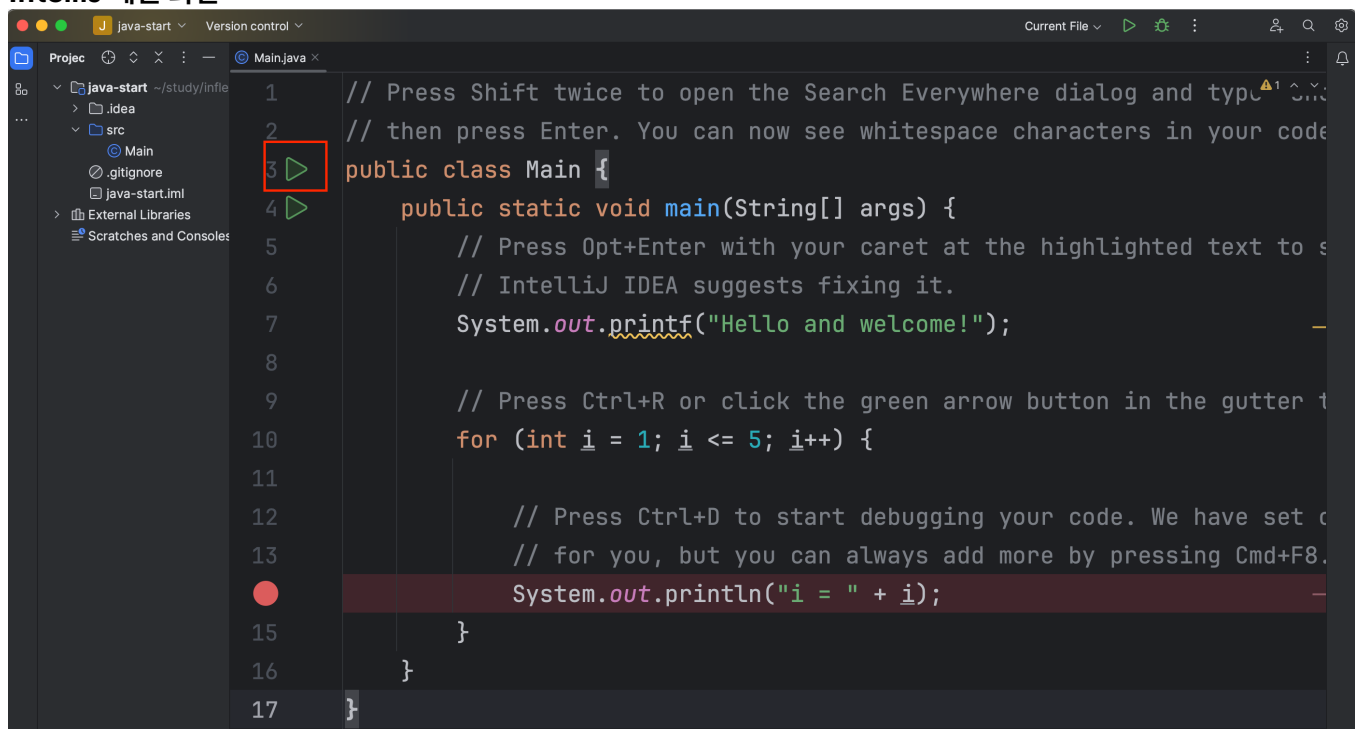 java-start
Version control
Current File
Projec
Main.java
java-start ~/study/infle
.idea
src
Main
.gitignore
java-start.iml
External Libraries
Scratches and Consoles
1 // Press Shift twice to open the Search Everywhere dialog and type
1
2 // then press Enter. You can now see whitespace characters in your code
3 public class Main {
4 public static void main(String[] args) {
5 // Press Opt+Enter with your caret at the highlighted text to s
6 // IntelliJ IDEA suggests fixing it.
7 System.out.printf("Hello and welcome!");
8
9 // Press Ctrl+R or click the green arrow button in the gutter t
10 for (int i = 1; i <= 5; i++) {
11
12 // Press Ctrl+D to start debugging your code. We have set o
13 // for you, but you can always add more by pressing Cmd+F8.
System.out.println("i = " + i);
15 }
16 }
17 }